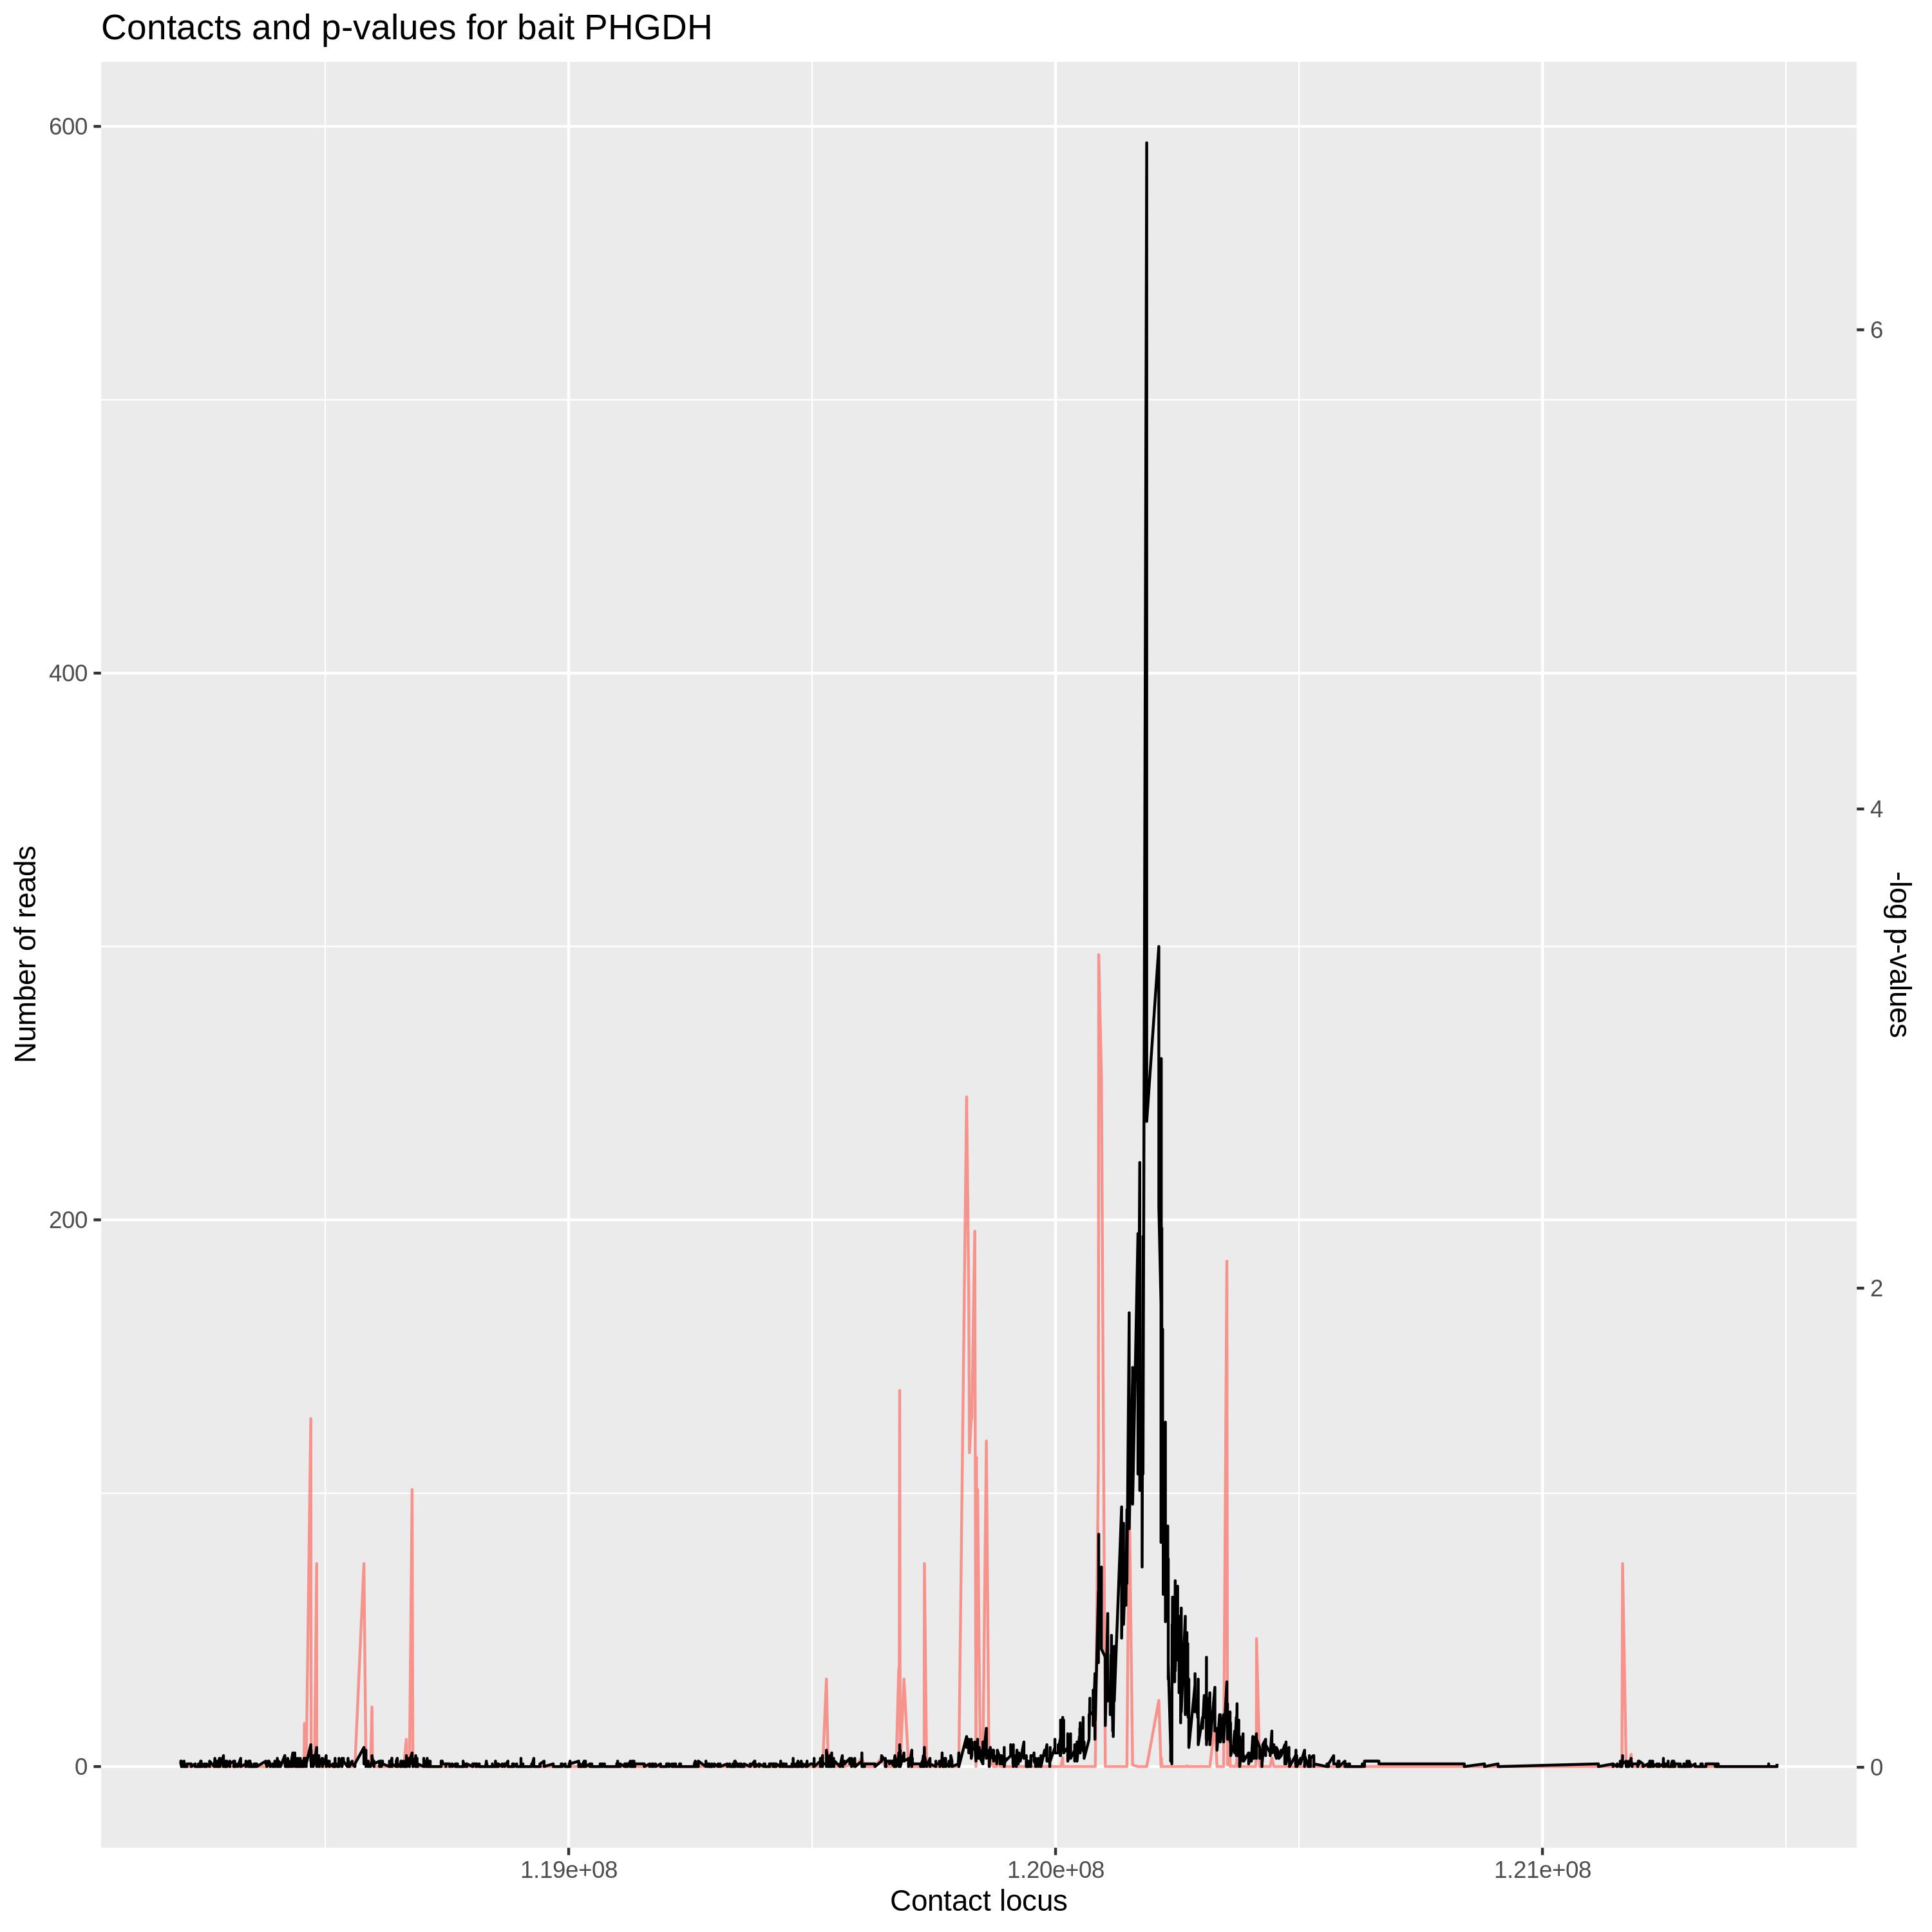 Contacts and p-values for bait PHGDH
600
400
200
0
Number of reads
6
4
2
0
-log p-values
1.19e+08
1.20e+08
1.21e+08
Contact locus